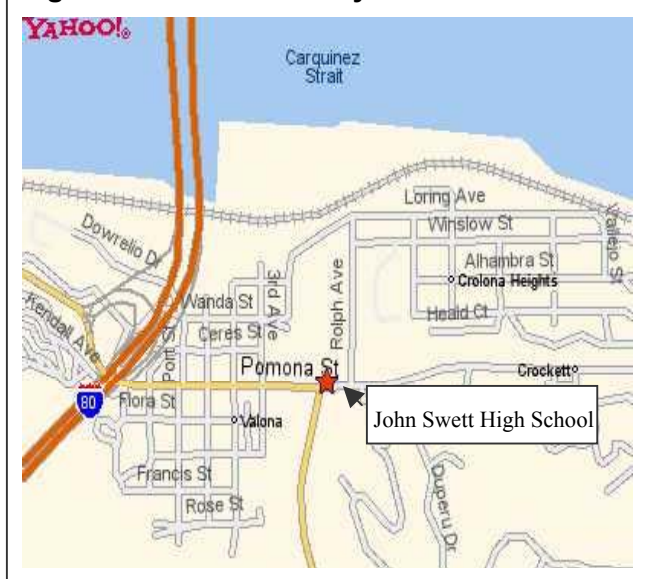 YAHOO!
Carquinez
Strait
Loring Ave
Winslow St
Vallejo St
Dowrelio Dr
Alhambra St
Crolona Heights
3rd Ave
Rolph Ave
Wanda St
Heald Ct
Kendall Ave
Port St
Ceres St
Pomona St
Crockett
80
Flora St
John Swett High School
Valona
Francis St
Duperu Dr
Rose St